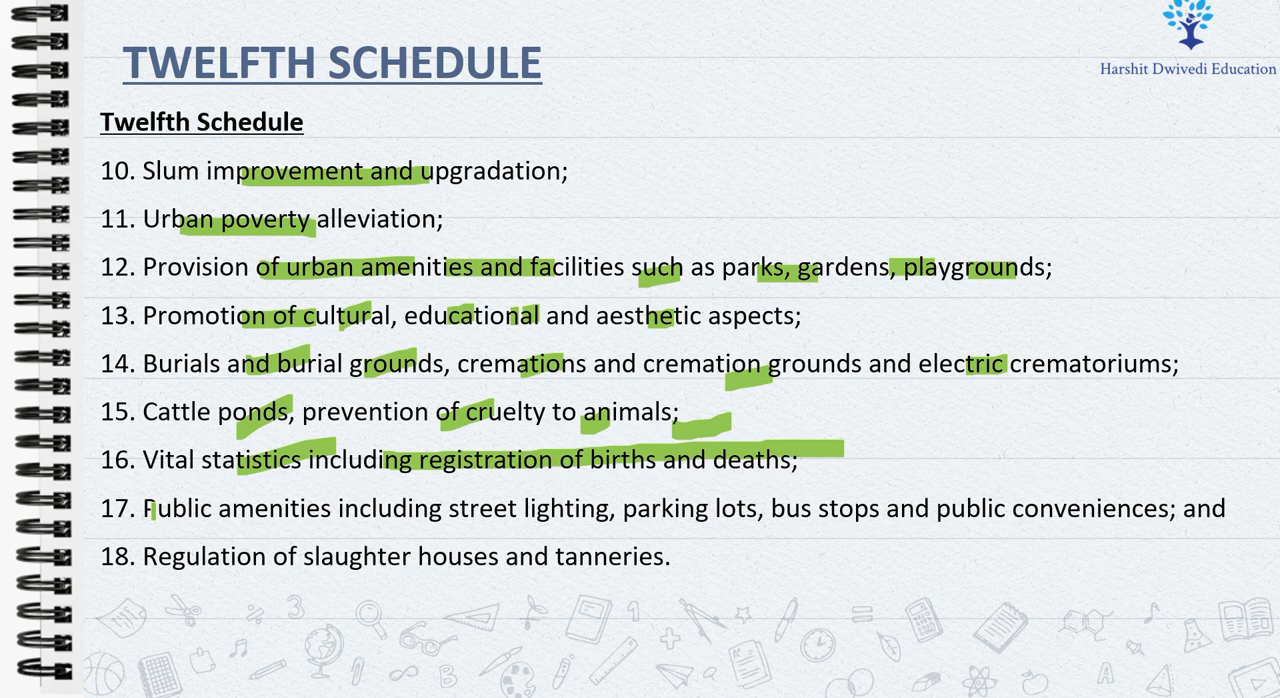 Harshit Dwivedi Education
TWELFTH SCHEDULE
Twelfth Schedule
10. Slum improvement and upgradation;
11. Urban poverty alleviation;
12. Provision of urban amenities and facilities such as parks, gardens, playgrounds;
13. Promotion of cultural, educational and aesthetic aspects;
14. Burials and burial grounds, cremations and cremation grounds and electric crematoriums;
15. Cattle ponds, prevention of cruelty to animals;
16. Vital statistics including registration of births and deaths;
17. Public amenities including street lighting, parking lots, bus stops and public conveniences; and
18. Regulation of slaughter houses and tanneries.